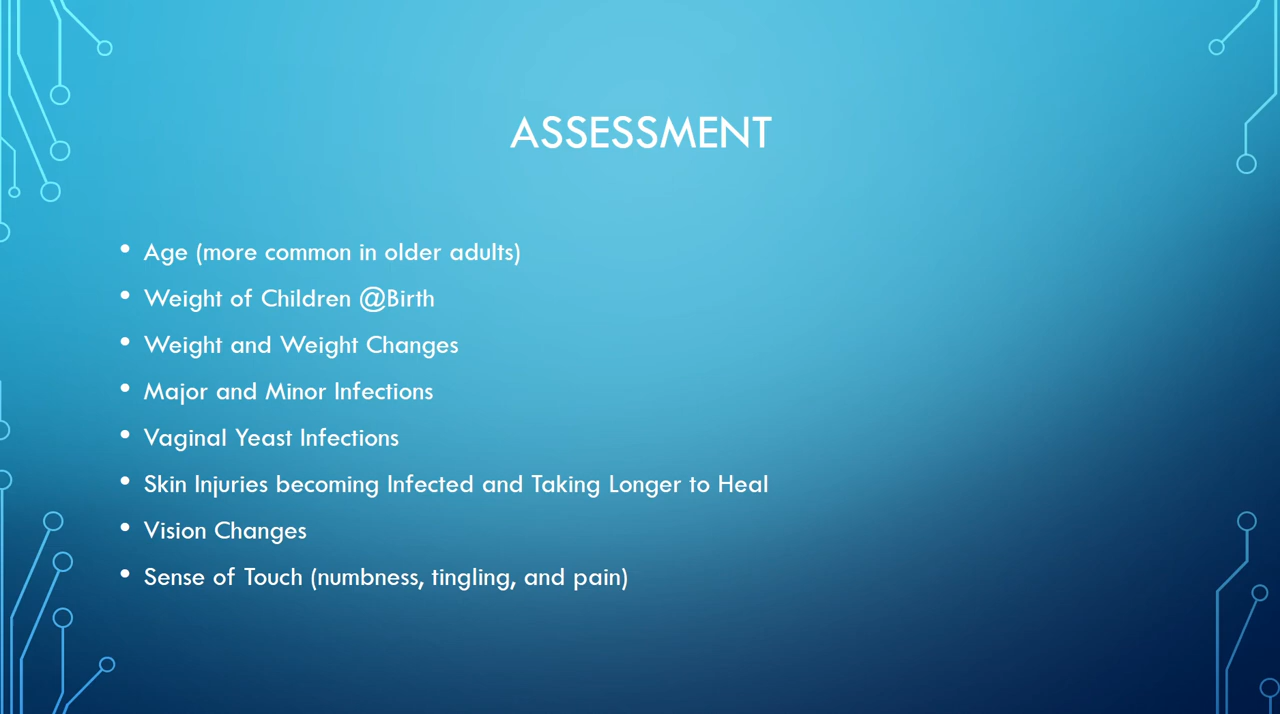 ASSESSMENT
• Age (more common in older adults)
• Weight of Children @Birth
• Weight and Weight Changes
• Major and Minor Infections
• Vaginal Yeast Infections
• Skin Injuries becoming Infected and Taking Longer to Heal
• Vision Changes
• Sense of Touch (numbness, tingling, and pain)